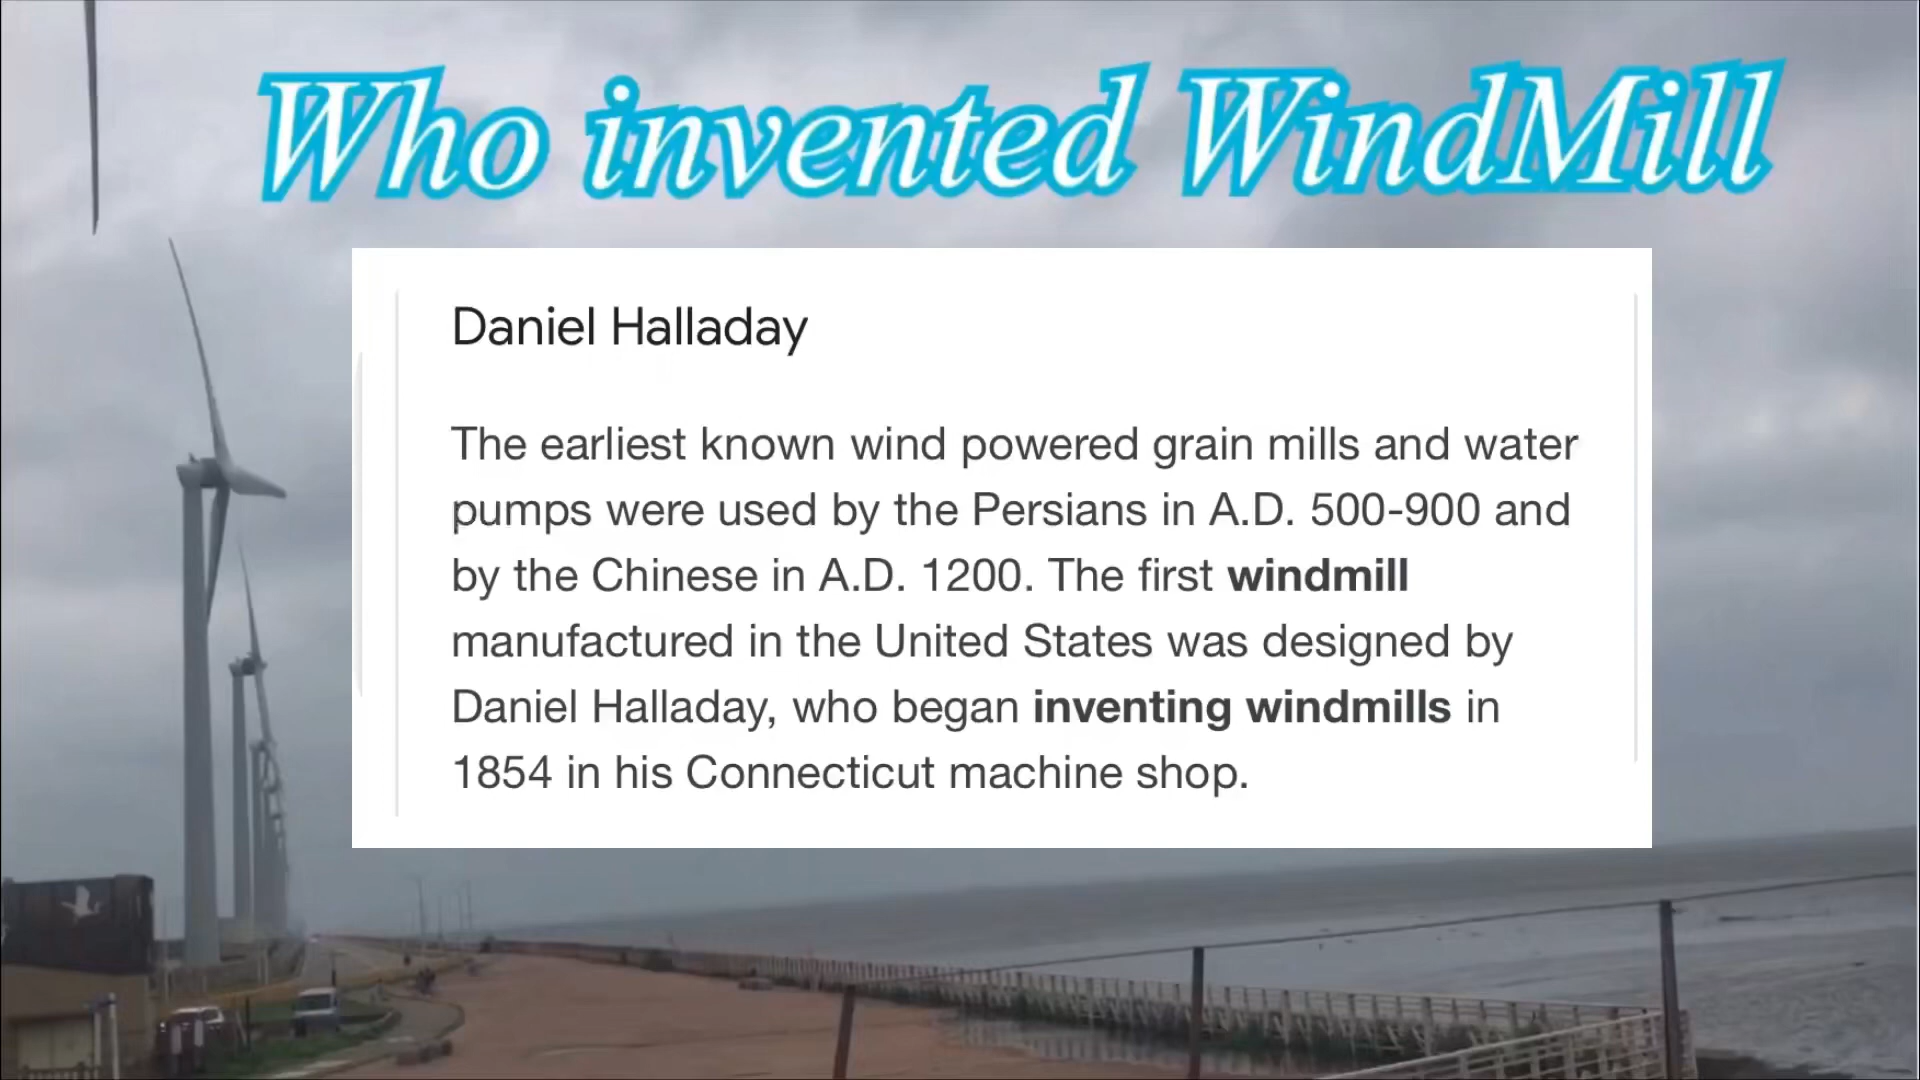 Who invented WindMill
Daniel Halladay
The earliest known wind powered grain mills and water
pumps were used by the Persians in A.D. 500-900 and
by the Chinese in A.D. 1200. The first windmill
manufactured in the United States was designed by
Daniel Halladay, who began inventing windmills in
1854 in his Connecticut machine shop.